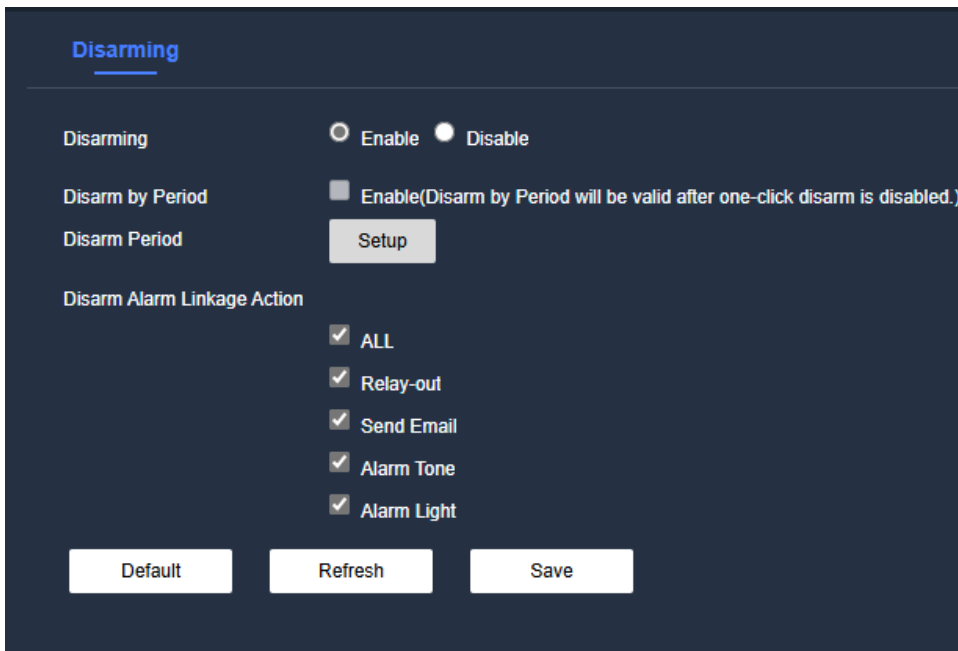 Disarming
Disarming Enable Disable
Disarm by Period Enable(Disarm by Period will be valid after one-click disarm is disabled.)
Disarm Period Setup
Disarm Alarm Linkage Action
ALL
Relay-out
Send Email
Alarm Tone
Alarm Light
Default Refresh Save